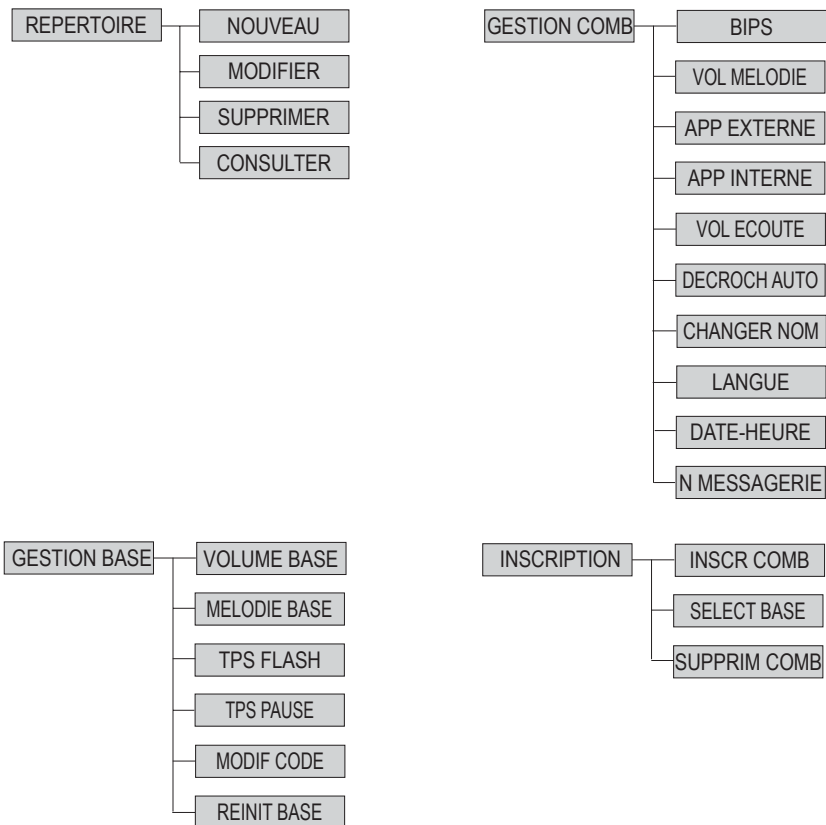 REPERTOIRE
NOUVEAU
MODIFIER
SUPPRIMER
CONSULTER
GESTION COMB
BIPS
VOL MELODIE
APP EXTERNE
APP INTERNE
VOL ECOUTE
DECROCH AUTO
CHANGER NOM
LANGUE
DATE-HEURE
N MESSAGERIE
GESTION BASE
VOLUME BASE
MELODIE BASE
TPS FLASH
TPS PAUSE
MODIF CODE
REINIT BASE
INSCRIPTION
INSCR COMB
SELECT BASE
SUPPRIM COMB